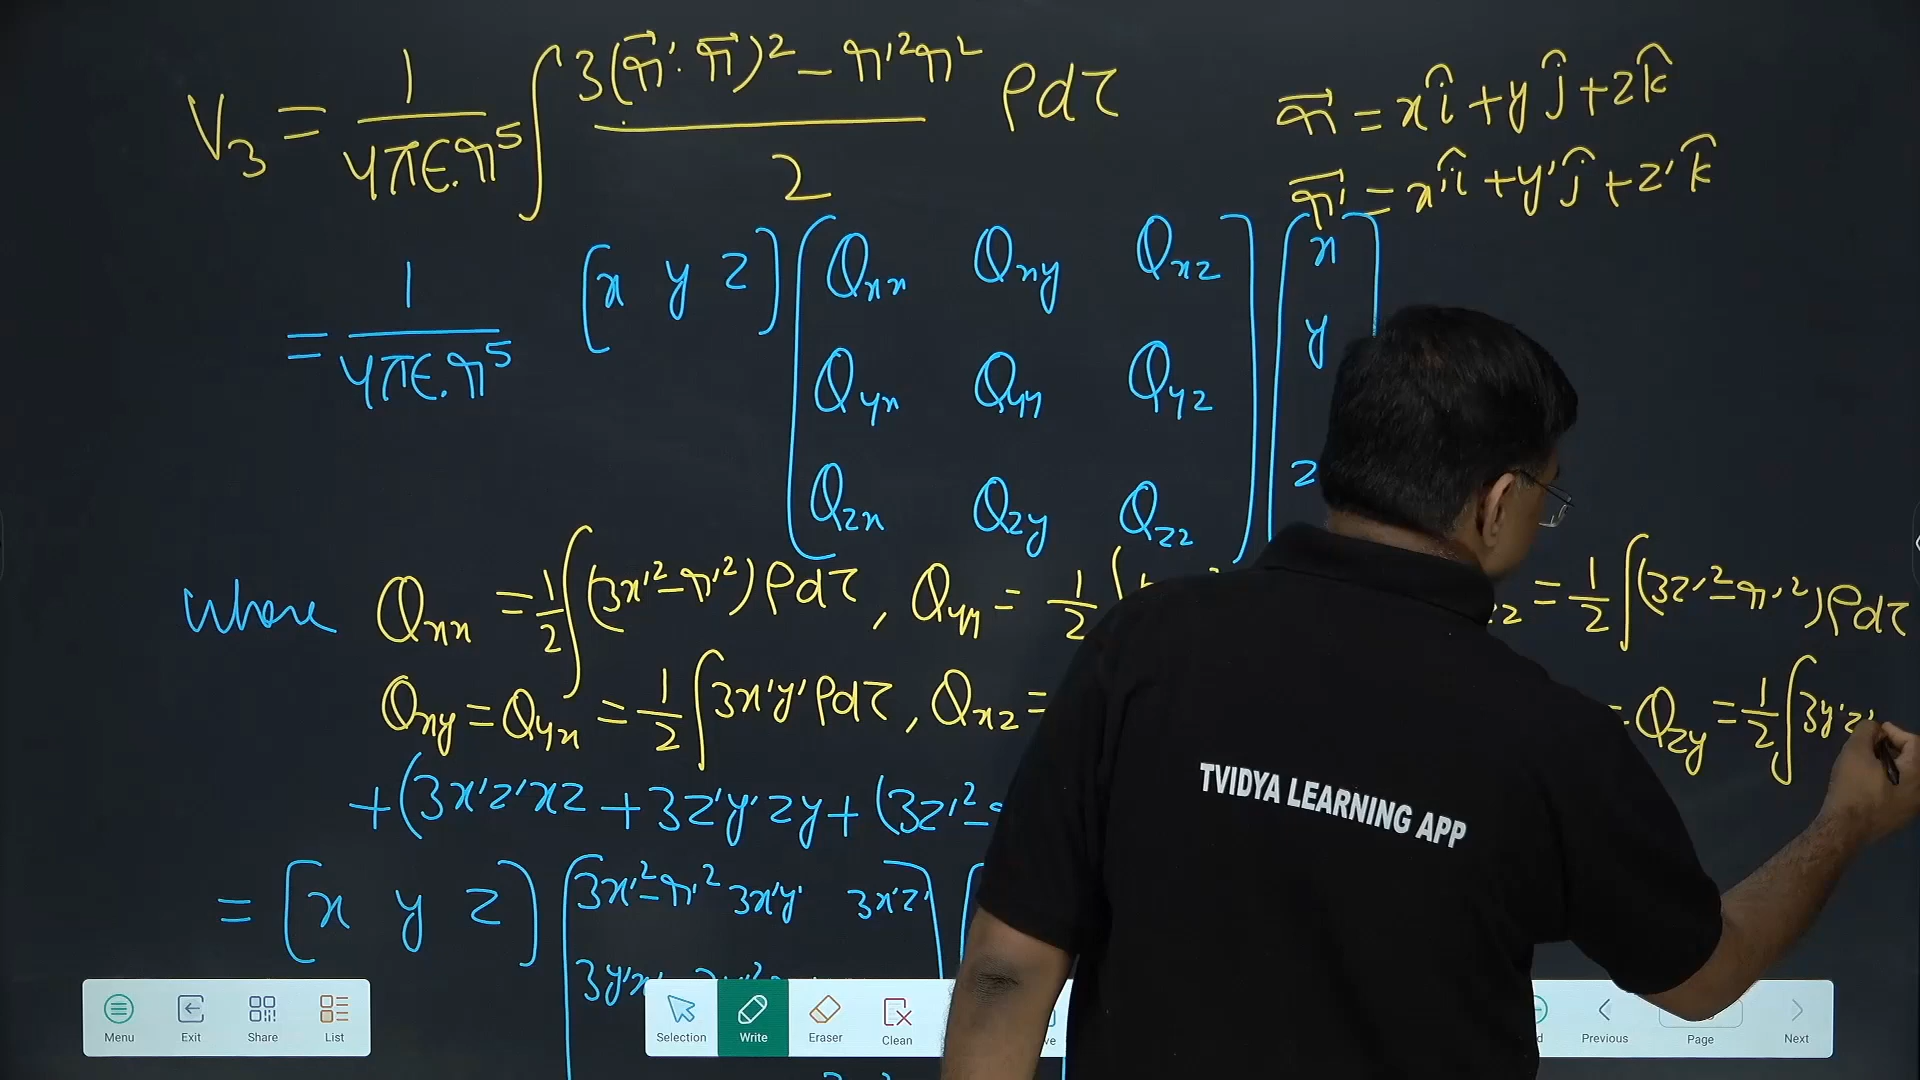 V₃ = 1/(4πϵ₀r⁵) ∫ (3(r⃗'·r⃗)² − r'²r²)/2 ρdτ
r⃗ = xî + yĵ + zk̂
r⃗' = x'î + y'ĵ + z'k̂
= 1/(4πϵ₀r⁵) [x y z] [Qxx Qxy Qxz
Qyx Qyy Qyz
Qzx Qzy Qzz] [x y z]
where Qxx = 1/2 ∫(3x'² − r'²) ρdτ, Qyy = 1/2 ∫ = 1/2 ∫(3z'² − r'²) ρdτ
Qxy = Qyx = 1/2 ∫ 3x'y' ρdτ, Qxz = = Qzy = 1/2 ∫ 3y'z'
+ (3x'z'xz + 3z'y'zy + (3z'² −
= [x y z] [3x'² − r'² 3x'y' 3x'z'
3y'x'
TVIDYA LEARNING APP
Menu Exit Share List Selection Write Eraser Clean Previous Page Next